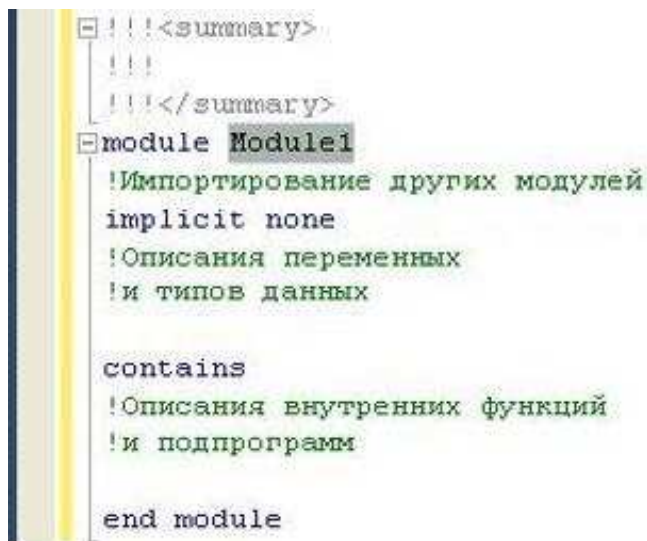 !!!<summary>
!!!
!!!</summary>
module Module1
!Импортирование других модулей
implicit none
!Описания переменных
!и типов данных
contains
!Описания внутренних функций
!и подпрограмм
end module